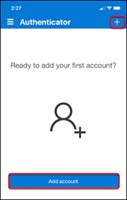 2:27
Authenticator
Ready to add your first account?
Add account